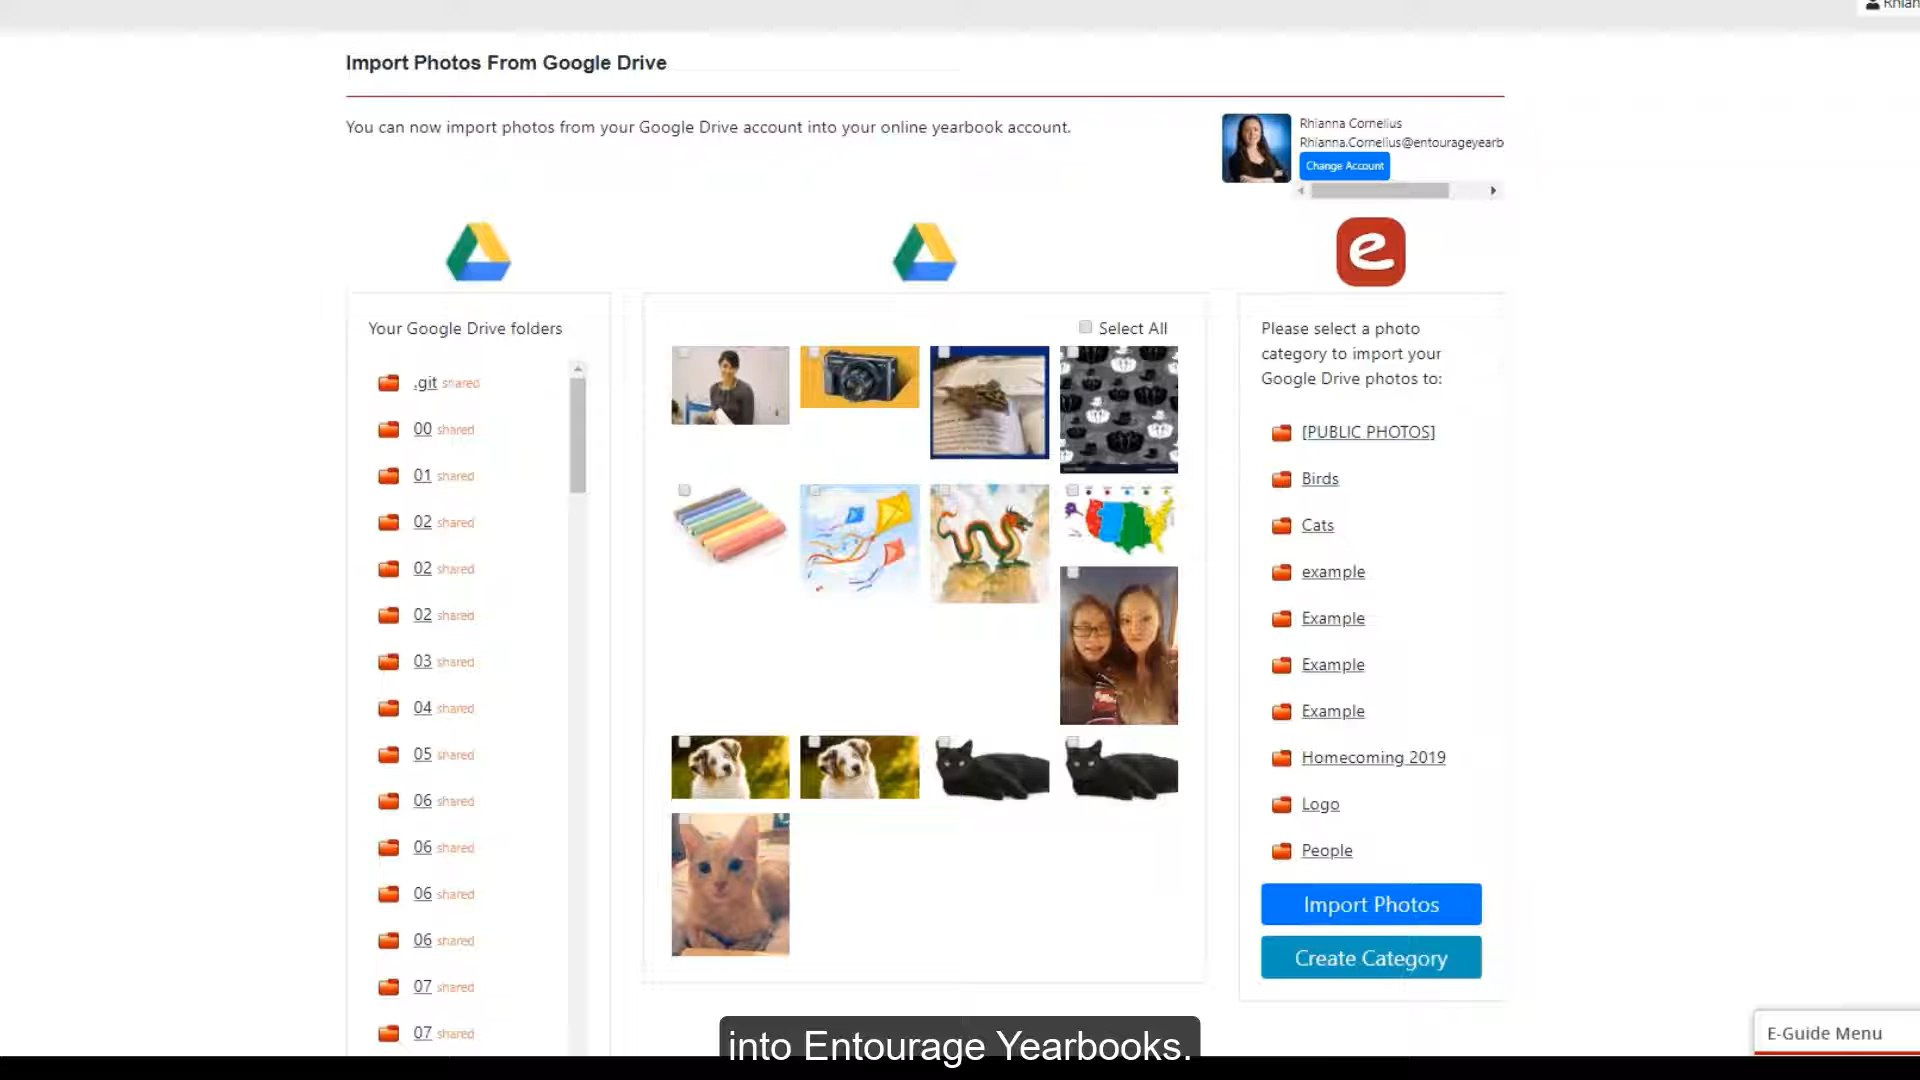 Rhian
Import Photos From Google Drive
You can now import photos from your Google Drive account into your online yearbook account.
Rhianna Cornelius
Rhianna.Cornelius@entourageyearb
Change Account
e
Your Google Drive folders
.git shared
00 shared
01 shared
02 shared
02 shared
02 shared
03 shared
04 shared
05 shared
06 shared
06 shared
06 shared
06 shared
07 shared
07 shared
Select All
Please select a photo
category to import your
Google Drive photos to:
[PUBLIC PHOTOS]
Birds
Cats
example
Example
Example
Example
Homecoming 2019
Logo
People
Import Photos
Create Category
into Entourage Yearbooks.
E-Guide Menu